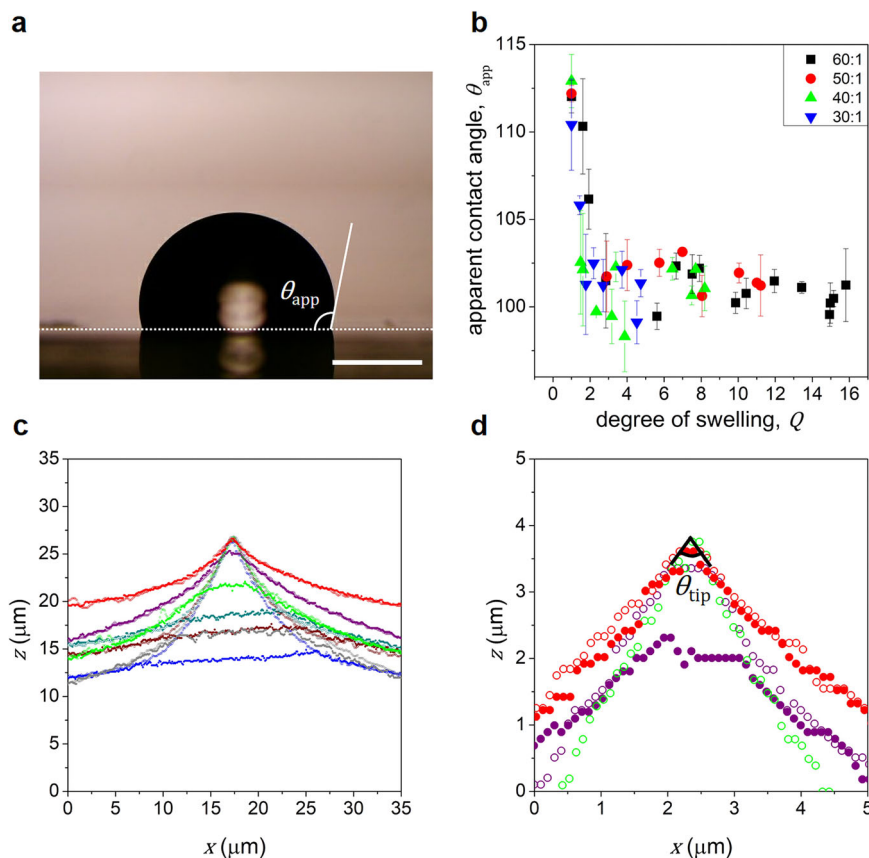 a
θapp
b
apparent contact angle, θapp
115
110
105
100
0 2 4 6 8 10 12 14 16
degree of swelling, Q
60:1
50:1
40:1
30:1
c
z (μm)
35
30
25
20
15
10
5
0
0 5 10 15 20 25 30 35
x (μm)
d
z (μm)
5
4
3
2
1
0
0 1 2 3 4 5
x (μm)
θtip